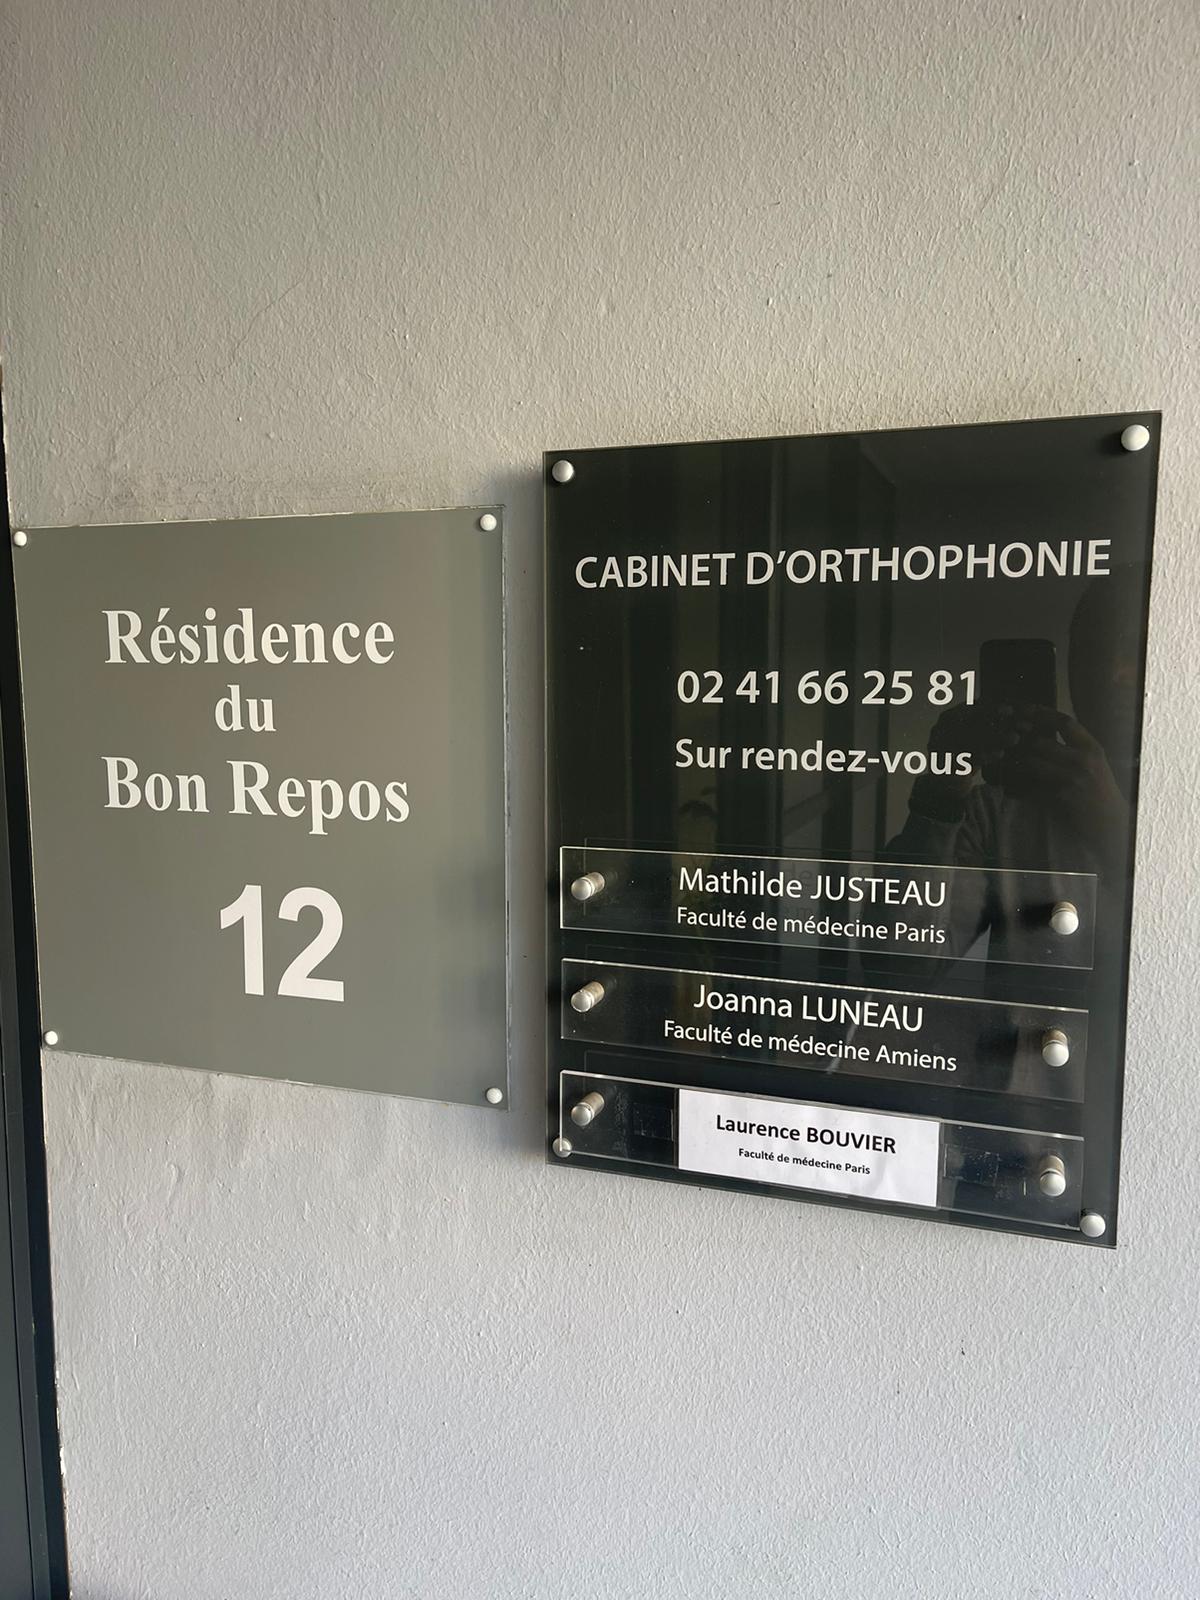 Résidence
du
Bon Repos
12
CABINET D'ORTHOPHONIE
02 41 66 25 81
Sur rendez-vous
Mathilde JUSTEAU
Faculté de médecine Paris
Joanna LUNEAU
Faculté de médecine Amiens
Laurence BOUVIER
Faculté de médecine Paris